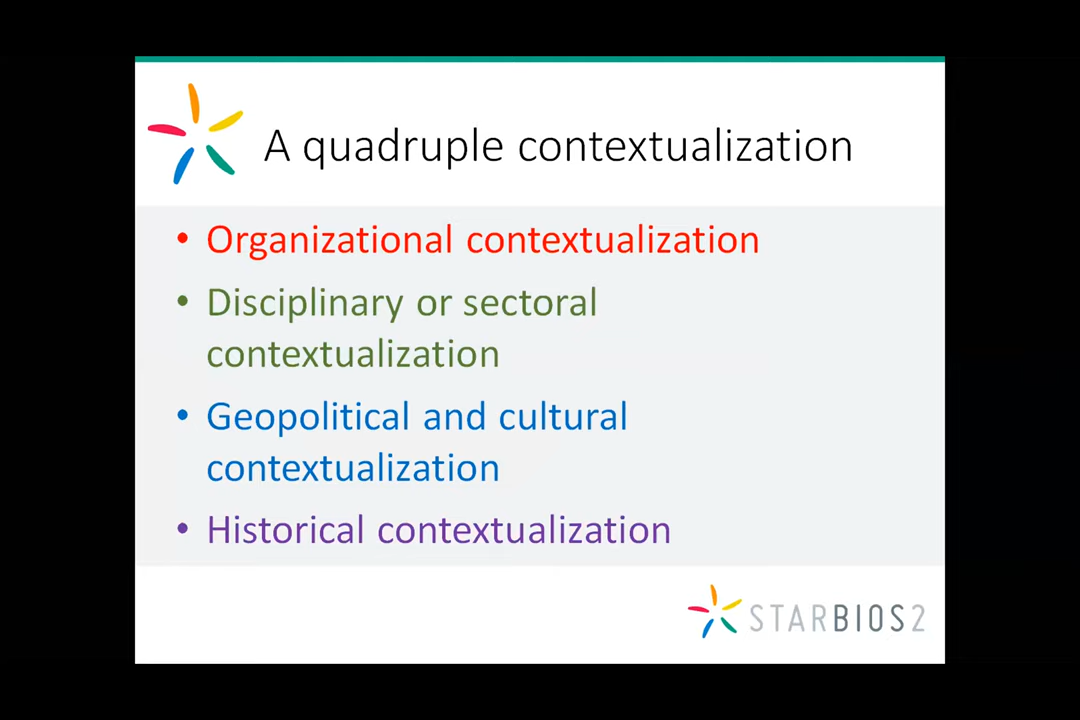 A quadruple contextualization
• Organizational contextualization
• Disciplinary or sectoral
contextualization
• Geopolitical and cultural
contextualization
• Historical contextualization
STARBIOS2